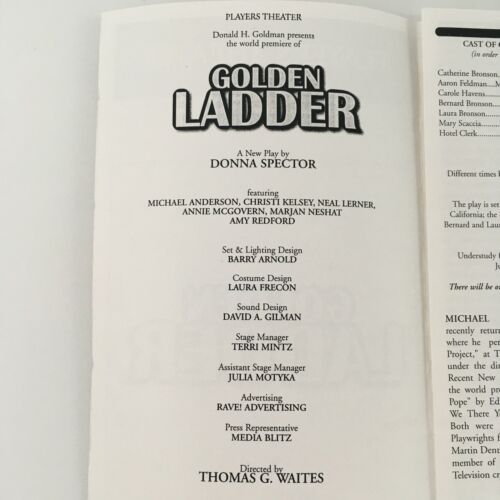 PLAYERS THEATER
Donald H. Goldman presents
the world premiere of
GOLDEN
LADDER
A New Play by
DONNA SPECTOR
featuring
MICHAEL ANDERSON, CHRISTI KELSEY, NEAL LERNER,
ANNIE MCGOVERN, MARJAN NESHAT
AMY REDFORD
Set & Lighting Design
BARRY ARNOLD
Costume Design
LAURA FRECON
Sound Design
DAVID A. GILMAN
Stage Manager
TERRI MINTZ
Assistant Stage Manager
JULIA MOTYKA
Advertising
RAVE! ADVERTISING
Press Representative
MEDIA BLITZ
Directed by
THOMAS G. WAITES
CAST OF
(in order
Catherine Bronson
Aaron Feldman....M
Carole Havens......
Bernard Bronson....
Laura Bronson......
Mary Scaccia.......
Hotel Clerk........
Different times
The play is set
California; the
Bernard and Lau
Understudy
There will be
MICHAEL
recently return
where he per
Project," at T
under the di
Recent New
the world pr
Pope" by Ed
We There Y
Both were
Playwrights
Martin Den
member of
Television